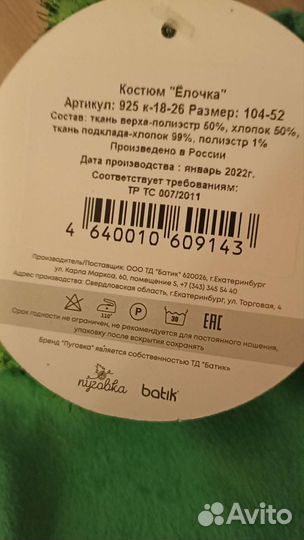 Костюм "Ёлочка"
Артикул: 925 к-18-26 Размер: 104-52
Состав: ткань верха-полиэстр 50%, хлопок 50%,
ткань подклада-хлопок 99%, полиэстр 1%
Произведено в России
Дата производства : январь 2022г.
Соответствует требованиям:
ТР ТС 007/2011
4 640010 609143
Производитель/Поставщик ООО ТД "Батик" 620026, г.Екатеринбург
ул. Карла Маркса, 60, помещение 5, +7 (343) 345 54 40
Адрес производства: Свердловская область, г.Екатеринбург, ул. Торговая, 4
110° P 30 EAC
Срок годности не ограничен, не рекомендуется для постоянного ношения,
упаковку после вскрытия сохранять
Бренд "Пуговка" является собственностью ТД "Батик"
пуговка batik
Avito